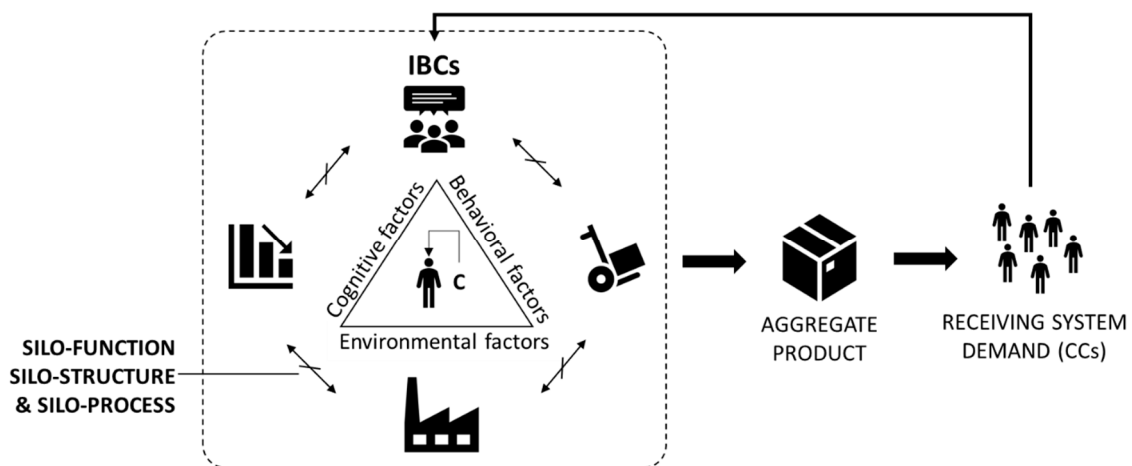 IBCs
Cognitive factors
Behavioral factors
C
Environmental factors
SILO-FUNCTION
SILO-STRUCTURE
& SILO-PROCESS
AGGREGATE
PRODUCT
RECEIVING SYSTEM
DEMAND (CCs)